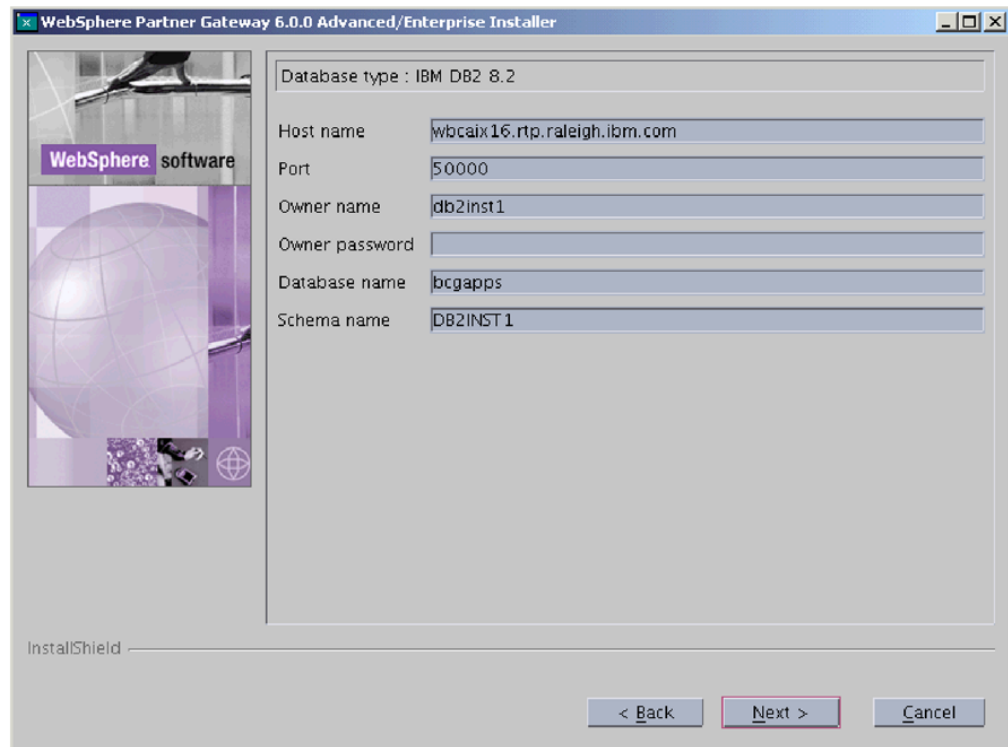 WebSphere Partner Gateway 6.0.0 Advanced/Enterprise Installer
WebSphere software
Database type : IBM DB2 8.2
Host name wbcaix16.rtp.raleigh.ibm.com
Port 50000
Owner name db2inst1
Owner password
Database name bcgapps
Schema name DB2INST1
InstallShield
< Back Next > Cancel